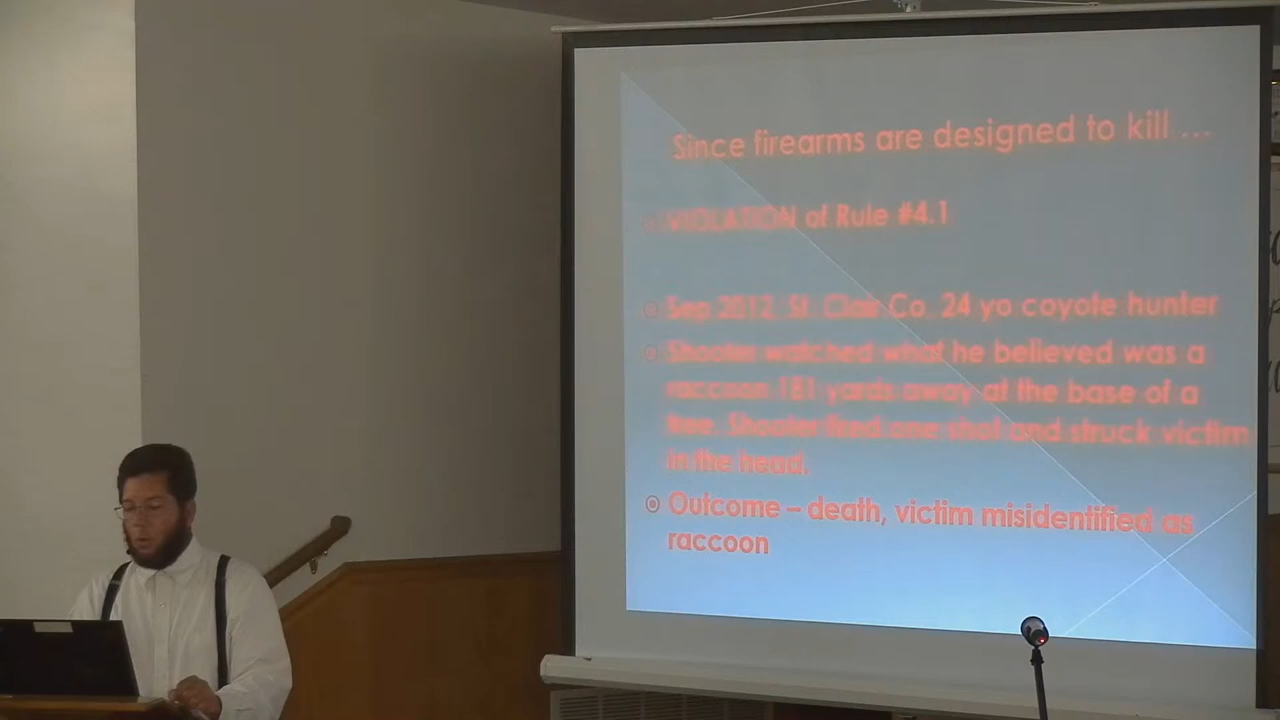 Since firearms are designed to kill ...
VIOLATION of Rule #4.1
Sep 2012, St. Clair Co. 24 yo coyote hunter
Shooter watched what he believed was a
raccoon 181 yards away at the base of a
tree. Shooter fired one shot and struck victim
in the head.
Outcome – death, victim misidentified as
raccoon